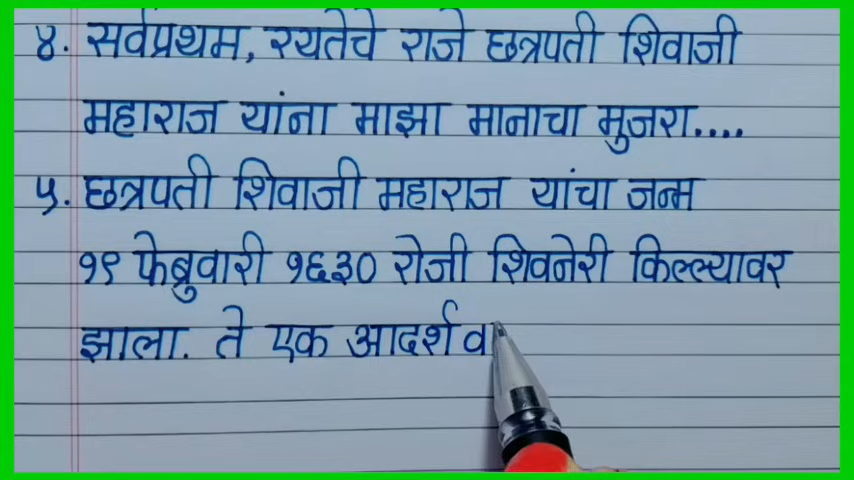 ४. सर्वप्रथम, रयतेचे राजे छत्रपती शिवाजी
महाराज यांना माझा मानाचा मुजरा....
५. छत्रपती शिवाजी महाराज यांचा जन्म
१९ फेब्रुवारी १६३० रोजी शिवनेरी किल्ल्यावर
झाला. ते एक आदर्श व